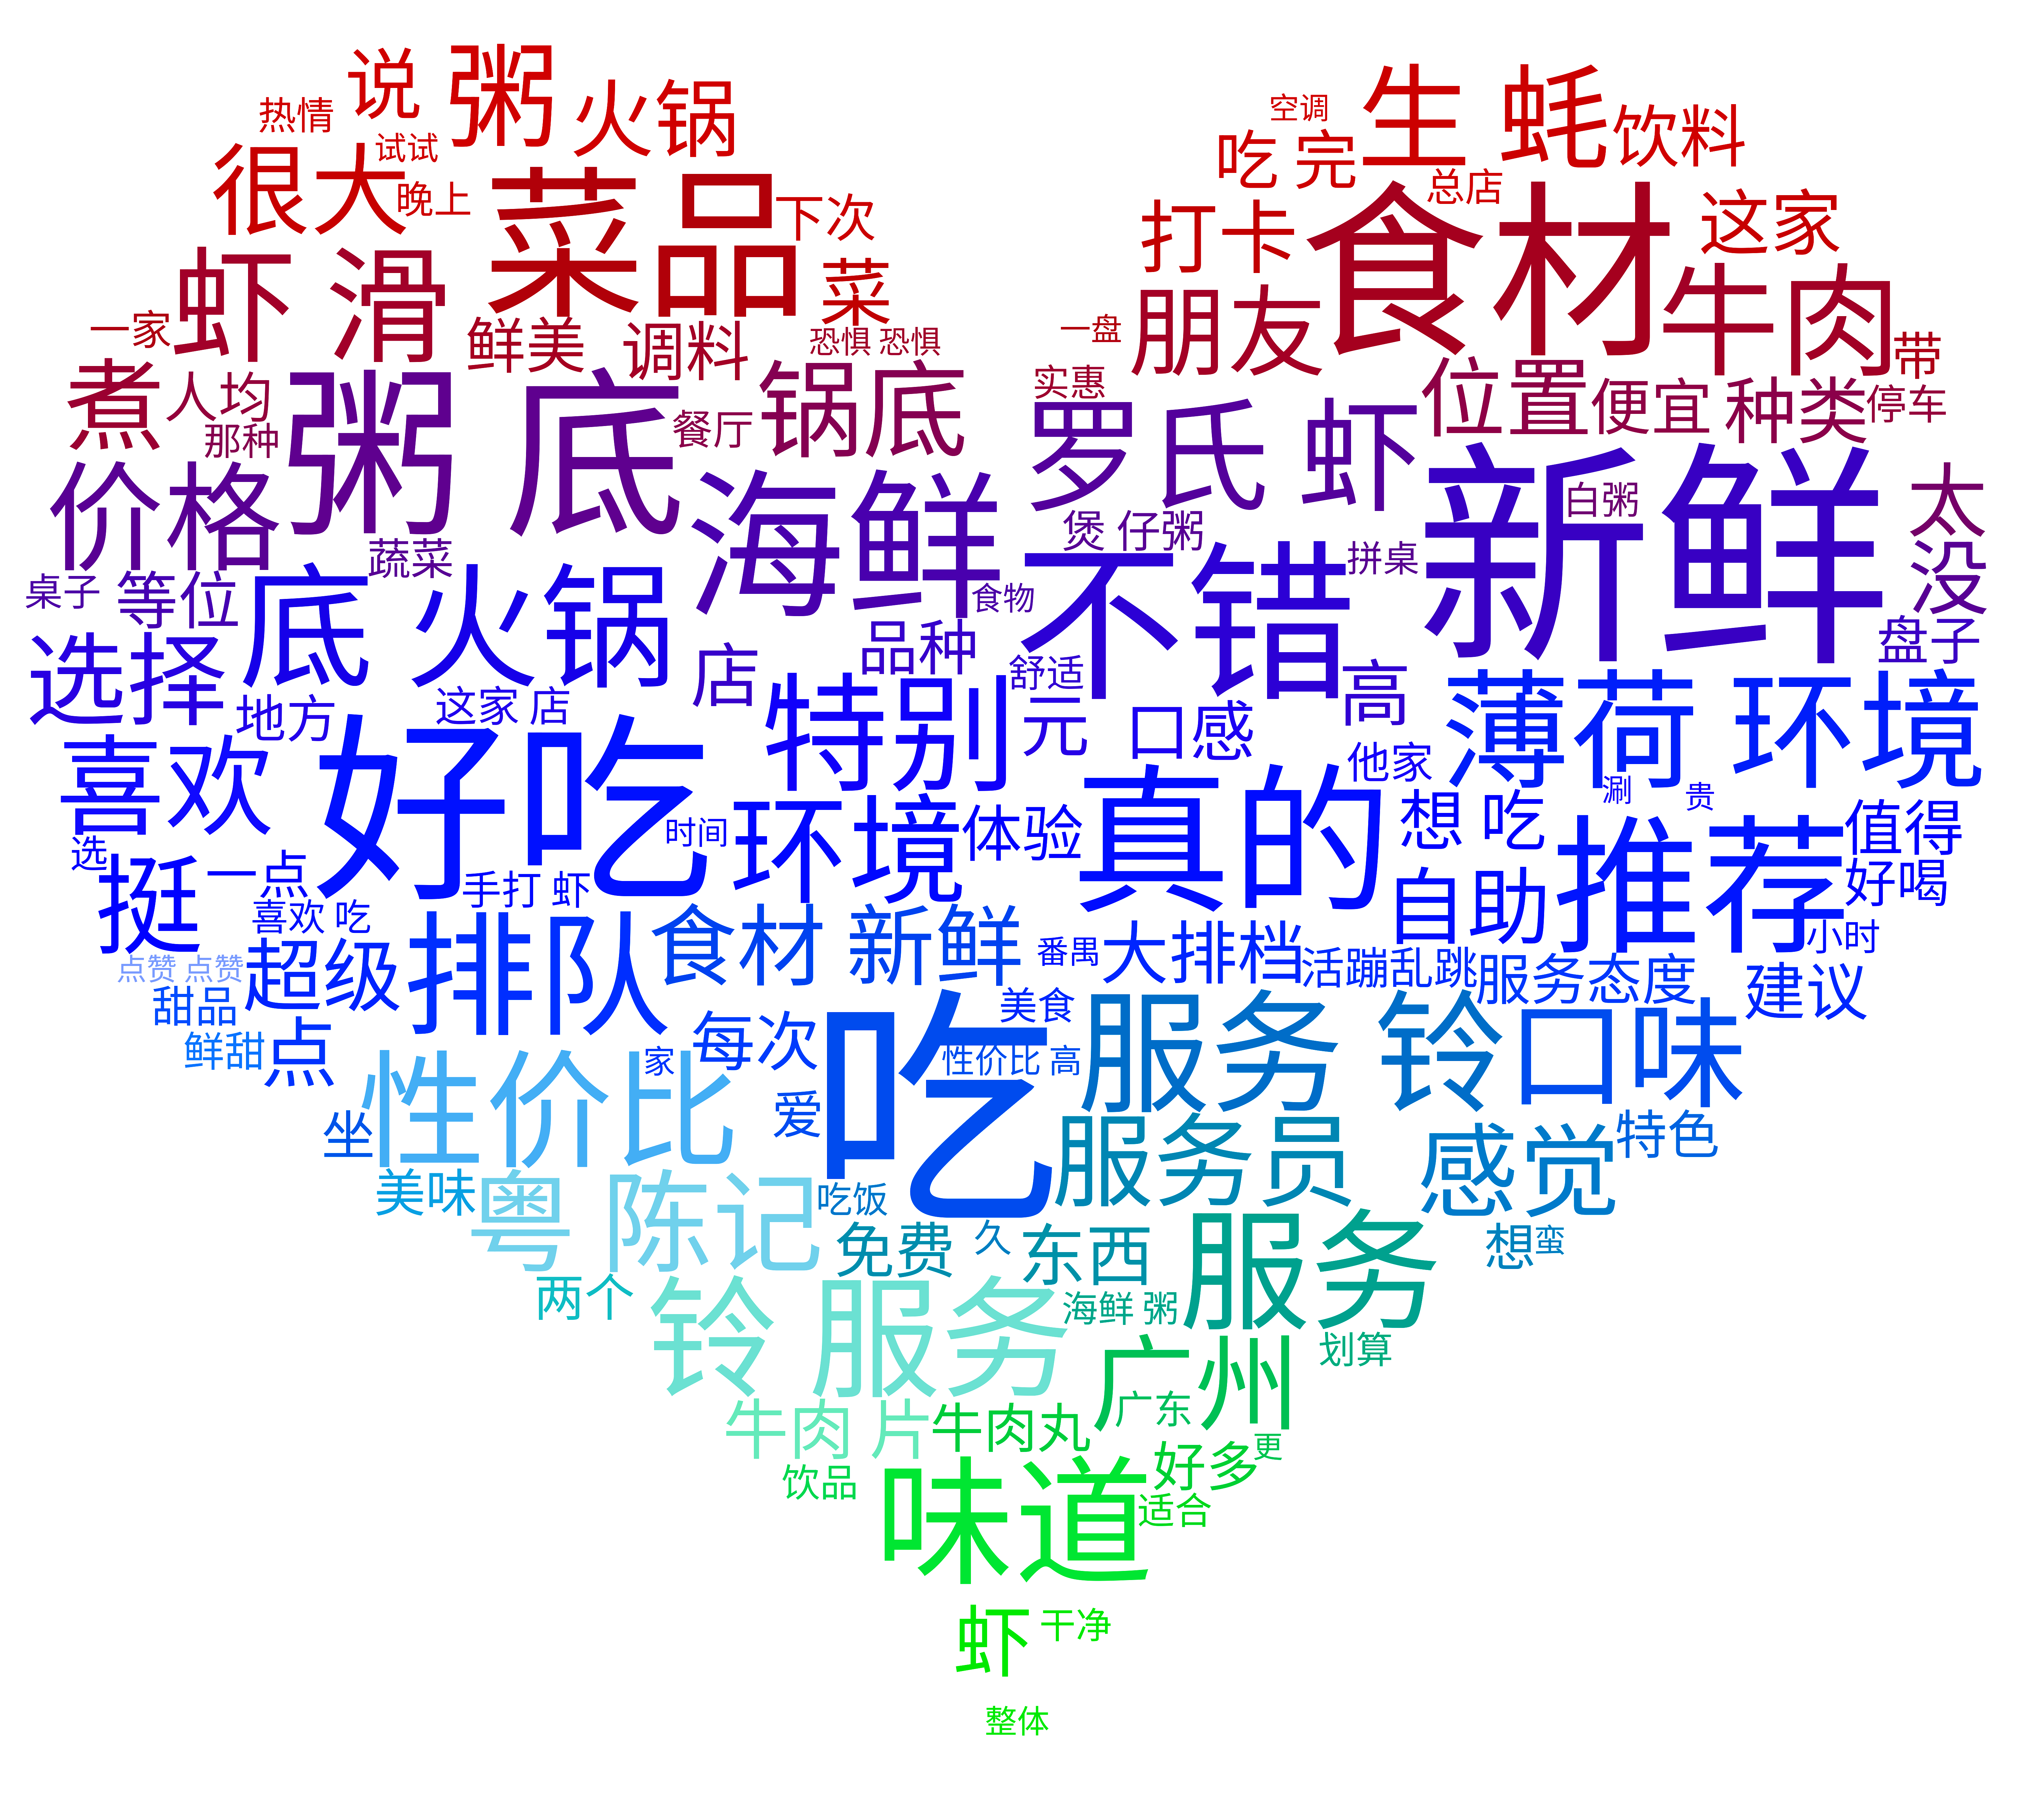 说 粥 火锅
热情 试试
很大 晚上
菜品 下次
虾 滑 菜
一家 鲜美 调料 恐惧 恐惧
空调 生 蚝 饮料
吃 完 总店
打卡 食材 这家
一盘 朋友 牛肉 带
煮 人均 粥 底 餐厅 锅底
那种
实惠 罗氏 虾 位置 便宜 种类 停车
价格 蔬菜 海鲜 煲 仔粥 新鲜 白粥 太
没
桌子 等位 底 火锅 食物 不错 拼桌 盘子
选择 店 品种 舒适 高
地方 这家 店 特别 元 口感 他家 薄荷 环境
喜欢 好吃 时间 环境 体验 真的 想 吃 涮 贵 值得
选 挺 一点 手打 虾 自助 推荐 好喝
喜欢 吃 小时
点赞 点赞 超级 排队 食材 新鲜 番禺 大排档 活蹦乱跳 服务态度 建议
甜品 美食
鲜甜 点 家 每次 吃 性价比 高 服务 铃 口味
坐 性价比 爱 服务员 感觉 特色
美味 粤 陈记 吃饭
免费 久 东西 服务 想 蛮
两个 铃 服务 海鲜 粥
广州 划算
牛肉 片 牛肉丸 广东
饮品 味道 好多 更
适合
虾 干净
整体